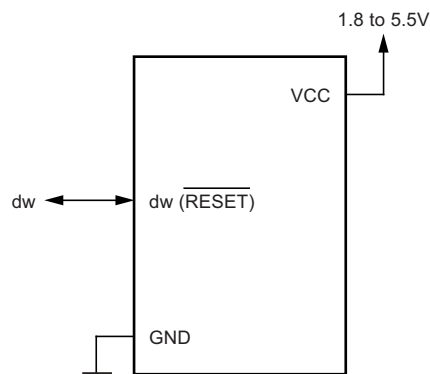 1.8 to 5.5V
VCC
dw
dw (RESET)
GND